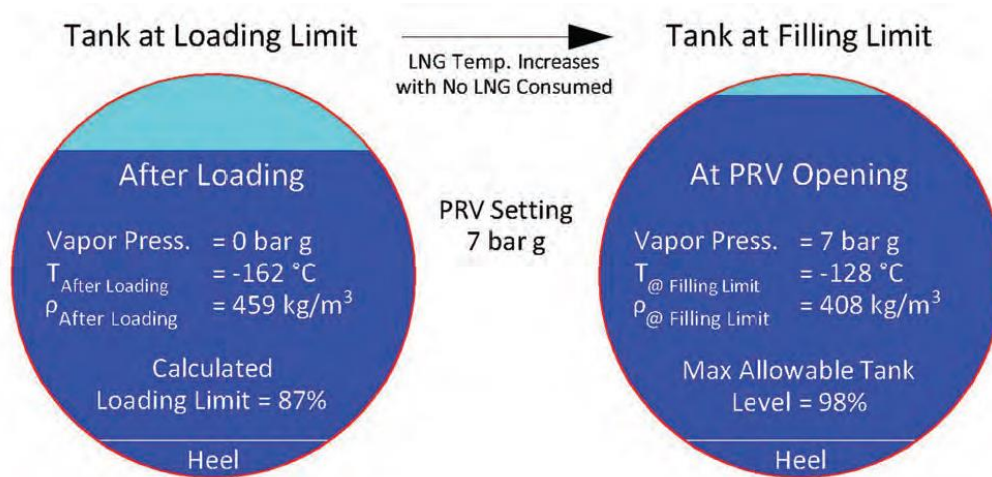 Tank at Loading Limit
LNG Temp. Increases
with No LNG Consumed
Tank at Filling Limit
After Loading
Vapor Press. = 0 bar g
T After Loading = -162 °C
ρ After Loading = 459 kg/m³
Calculated
Loading Limit = 87%
Heel
PRV Setting
7 bar g
At PRV Opening
Vapor Press. = 7 bar g
T @ Filling Limit = -128 °C
ρ @ Filling Limit = 408 kg/m³
Max Allowable Tank
Level = 98%
Heel